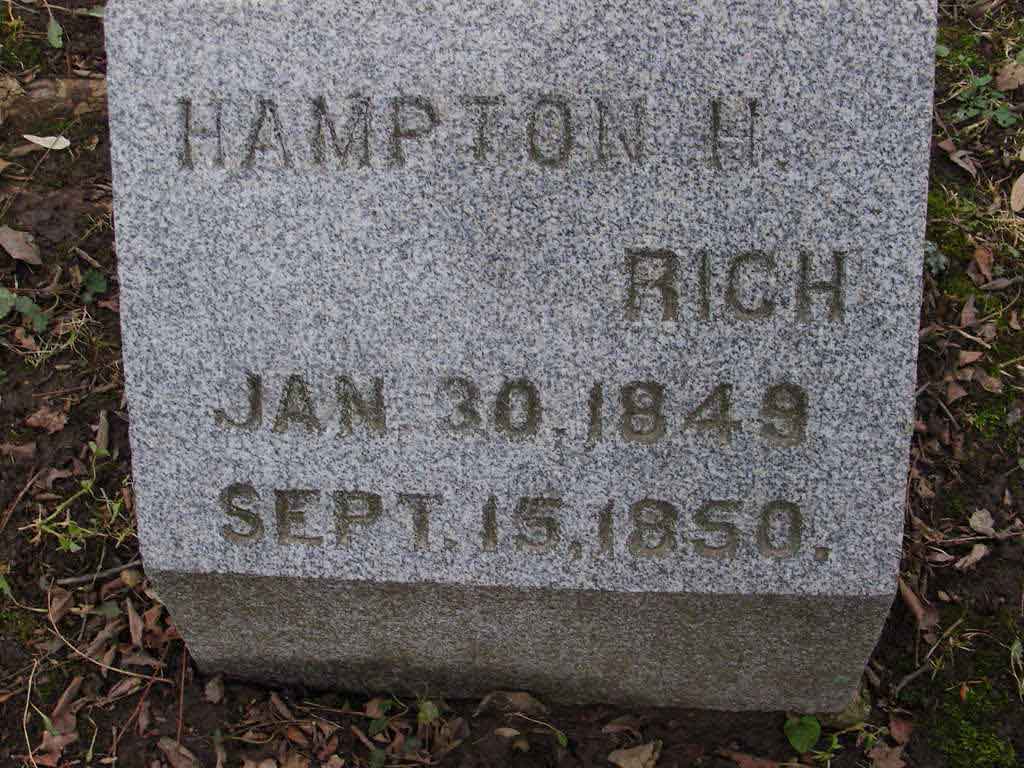 HAMPTON H.
RICH
JAN. 30, 1849
SEPT. 15, 1850.